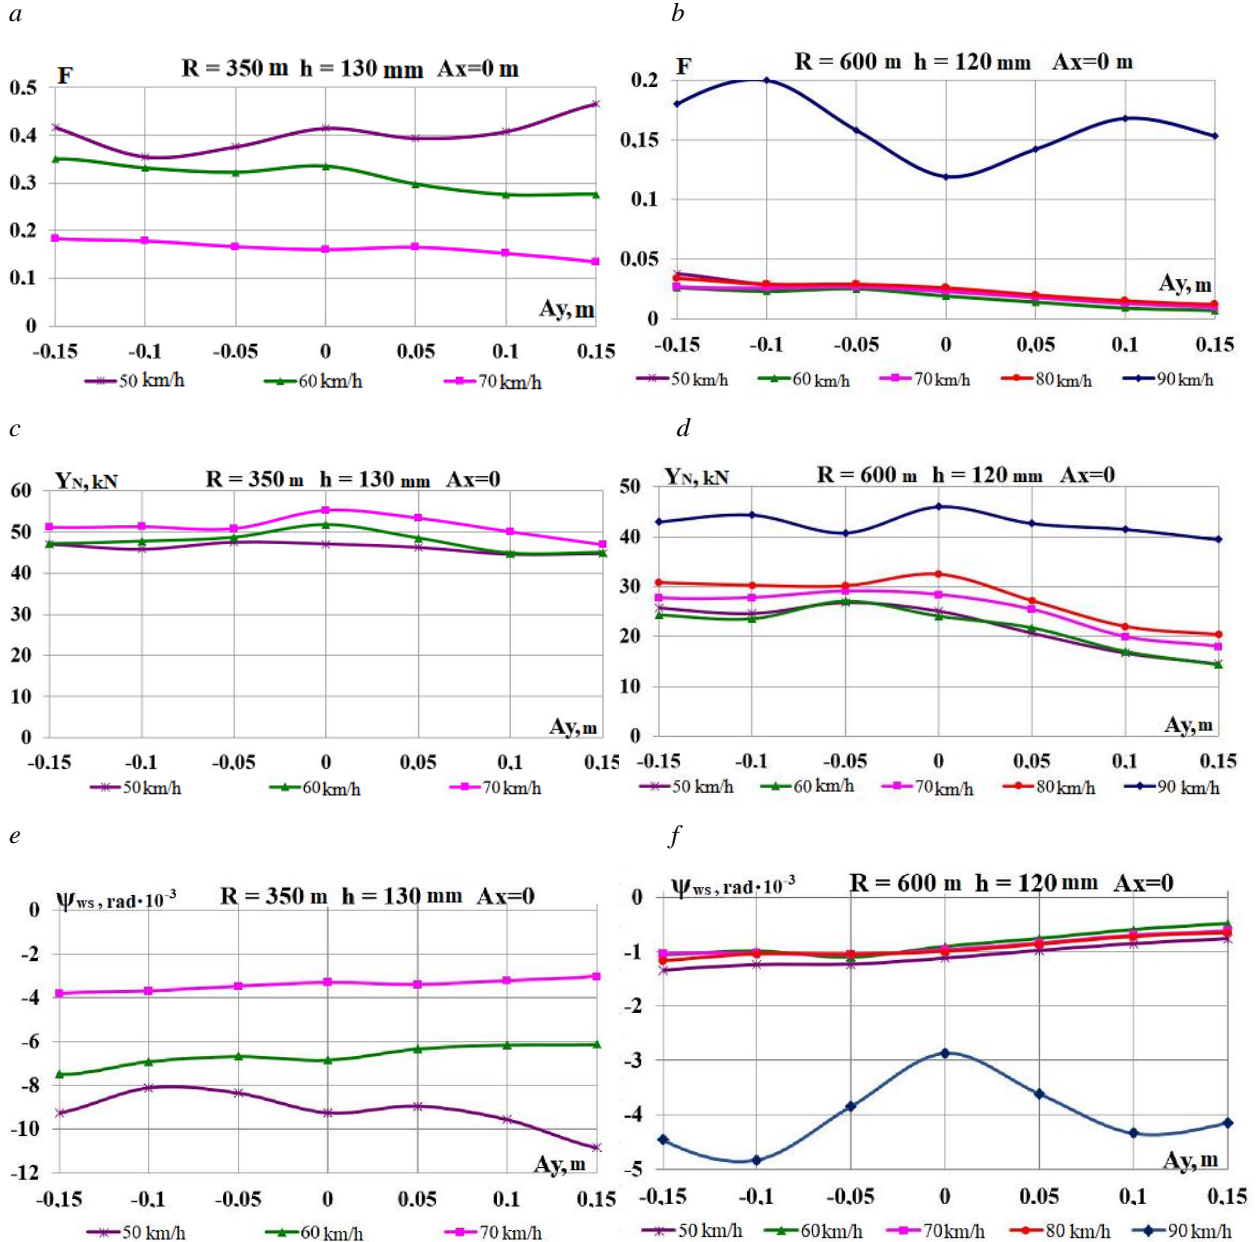 a
F
R = 350 m h = 130 mm Ax=0 m
0.5
0.4
0.3
0.2
0.1
0
Ay, m
-0.15 -0.1 -0.05 0 0.05 0.1 0.15
50 km/h 60 km/h 70 km/h
b
F
R = 600 m h = 120 mm Ax=0 m
0.2
0.15
0.1
0.05
0
Ay, m
-0.15 -0.1 -0.05 0 0.05 0.1 0.15
50 km/h 60 km/h 70 km/h 80 km/h 90 km/h
c
YN, kN
R = 350 m h = 130 mm Ax=0
60
50
40
30
20
10
0
Ay, m
-0.15 -0.1 -0.05 0 0.05 0.1 0.15
50 km/h 60 km/h 70 km/h
d
YN, kN
R = 600 m h = 120 mm Ax=0
50
40
30
20
10
0
Ay, m
-0.15 -0.1 -0.05 0 0.05 0.1 0.15
50 km/h 60 km/h 70 km/h 80 km/h 90 km/h
e
ψws, rad·10⁻³
R = 350 m h = 130 mm Ax=0
0
-2
-4
-6
-8
-10
-12
Ay, m
-0.15 -0.1 -0.05 0 0.05 0.1 0.15
50 km/h 60 km/h 70 km/h
f
ψws, rad·10⁻³
R = 600 m h = 120 mm Ax=0
0
-1
-2
-3
-4
-5
Ay, m
-0.15 -0.1 -0.05 0 0.05 0.1 0.15
50 km/h 60km/h 70km/h 80 km/h 90 km/h